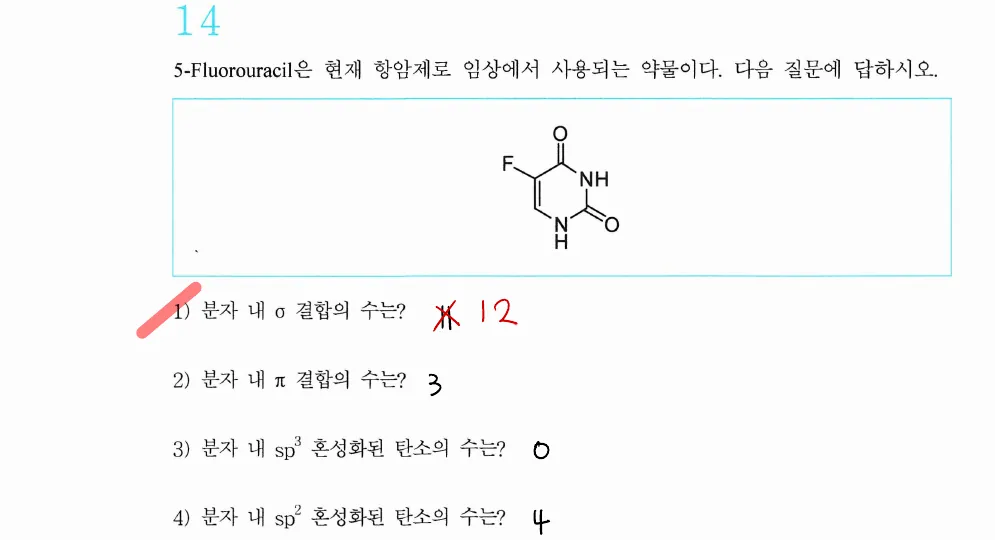 14
5-Fluorouracil은 현재 항암제로 임상에서 사용되는 약물이다. 다음 질문에 답하시오.
O
F
NH
N
H
O
1) 분자 내 σ 결합의 수는? 11 12
2) 분자 내 π 결합의 수는? 3
3) 분자 내 sp³ 혼성화된 탄소의 수는? 0
4) 분자 내 sp² 혼성화된 탄소의 수는? 4